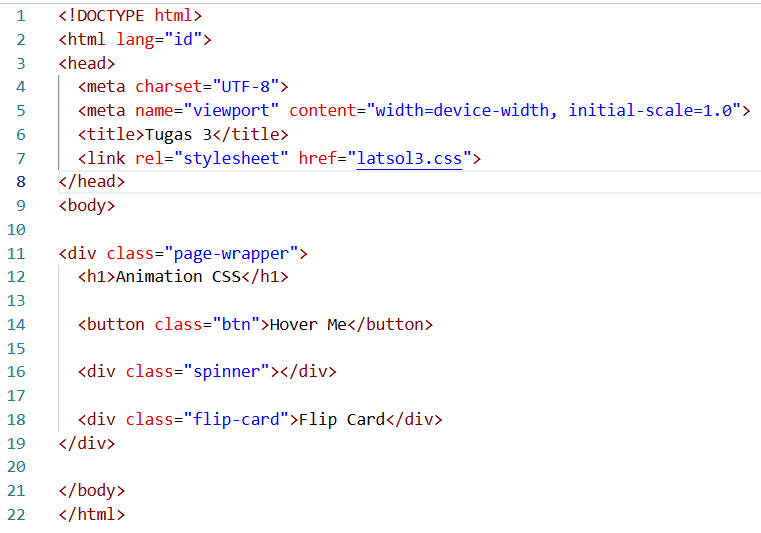 1 <!DOCTYPE html>
2 <html lang="id">
3 <head>
4   <meta charset="UTF-8">
5   <meta name="viewport" content="width=device-width, initial-scale=1.0">
6   <title>Tugas 3</title>
7   <link rel="stylesheet" href="latsol3.css">
8 </head>
9 <body>
10
11 <div class="page-wrapper">
12   <h1>Animation CSS</h1>
13
14   <button class="btn">Hover Me</button>
15
16   <div class="spinner"></div>
17
18   <div class="flip-card">Flip Card</div>
19 </div>
20
21 </body>
22 </html>